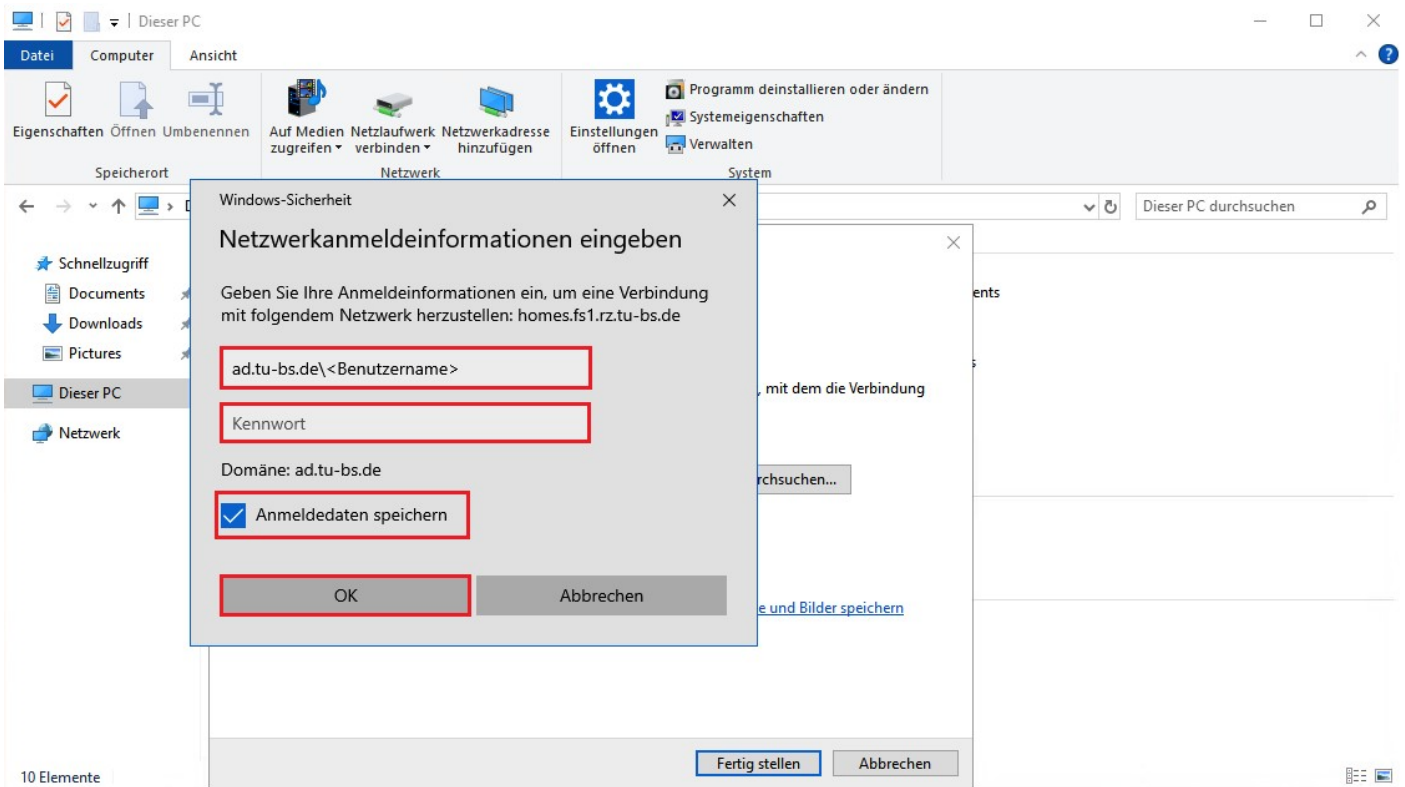 Dieser PC
Datei Computer Ansicht
Eigenschaften Öffnen Umbenennen
Auf Medien zugreifen
Netzlaufwerk verbinden
Netzwerkadresse hinzufügen
Einstellungen öffnen
Programm deinstallieren oder ändern
Systemeigenschaften
Verwalten
Speicherort Netzwerk System
Dieser PC durchsuchen
Schnellzugriff
Documents
Downloads
Pictures
Dieser PC
Netzwerk
Windows-Sicherheit
Netzwerkanmeldeinformationen eingeben
Geben Sie Ihre Anmeldeinformationen ein, um eine Verbindung
mit folgendem Netzwerk herzustellen: homes.fs1.rz.tu-bs.de
ad.tu-bs.de\<Benutzername>
Kennwort
Domäne: ad.tu-bs.de
Anmeldedaten speichern
OK Abbrechen
ents
, mit dem die Verbindung
rchsuchen...
e und Bilder speichern
Fertig stellen Abbrechen
10 Elemente